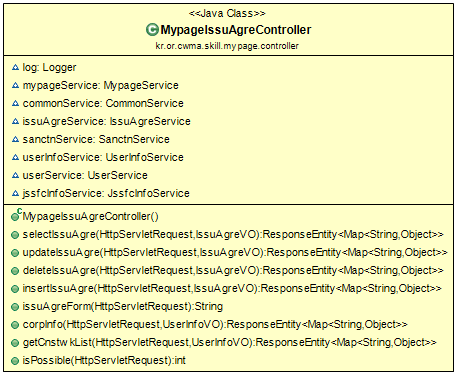 <<Java Class>>
MypageIssuAgreController
kr.or.cwma.skill.mypage.controller
log: Logger
mypageService: MypageService
commonService: CommonService
issuAgreService: IssuAgreService
sanctnService: SanctnService
userInfoService: UserInfoService
userService: UserService
jssfcInfoService: JssfcInfoService
MypageIssuAgreController()
selectIssuAgre(HttpServletRequest,IssuAgreVO):ResponseEntity<Map<String,Object>>
updateIssuAgre(HttpServletRequest,IssuAgreVO):ResponseEntity<Map<String,Object>>
deleteIssuAgre(HttpServletRequest,IssuAgreVO):ResponseEntity<Map<String,Object>>
insertIssuAgre(HttpServletRequest,IssuAgreVO):ResponseEntity<Map<String,Object>>
issuAgreForm(HttpServletRequest):String
corpInfo(HttpServletRequest,UserInfoVO):ResponseEntity<Map<String,Object>>
getCnstwkList(HttpServletRequest,UserInfoVO):ResponseEntity<Map<String,Object>>
isPossible(HttpServletRequest):int